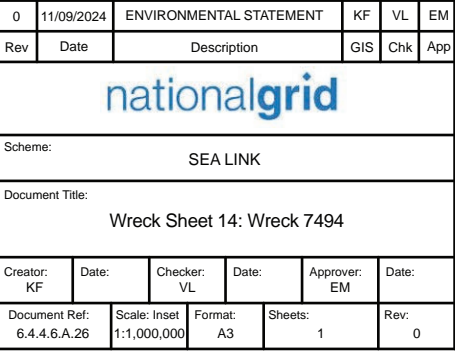 0 11/09/2024 ENVIRONMENTAL STATEMENT KF VL EM
Rev Date Description GIS Chk App
nationalgrid
Scheme:
SEA LINK
Document Title:
Wreck Sheet 14: Wreck 7494
Creator: Date: Checker: Date: Approver: Date:
KF VL EM
Document Ref: Scale: Inset Format: Sheets: Rev:
6.4.4.6.A.26 1:1,000,000 A3 1 0